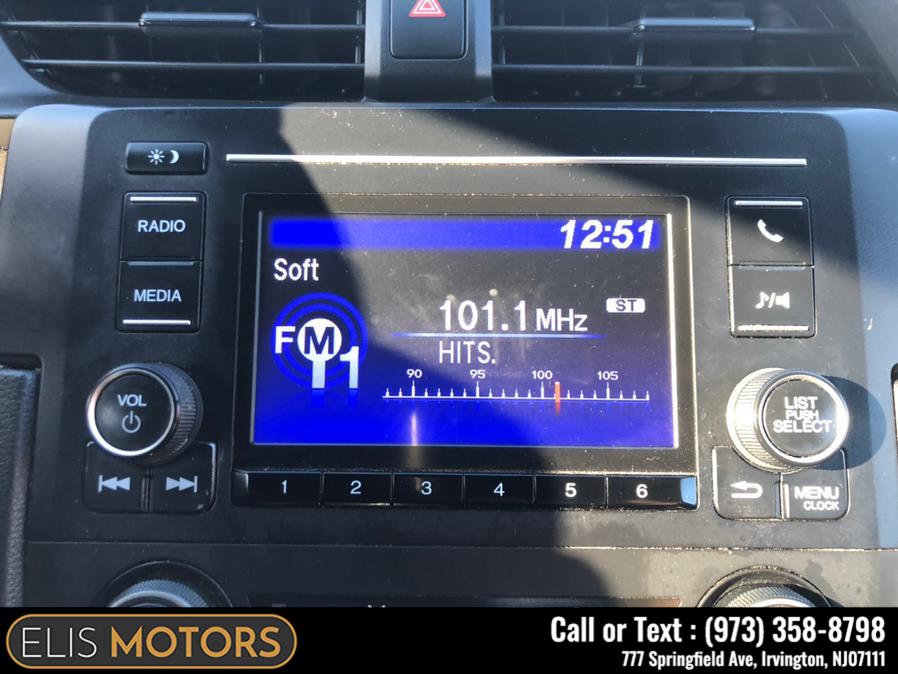 RADIO
MEDIA
VOL
12:51
Soft
FM1
101.1 MHz
ST
HITS.
90 95 100 105
LIST
PUSH
SELECT
1 2 3 4 5 6
MENU
CLOCK
ELIS MOTORS
Call or Text : (973) 358-8798
777 Springfield Ave, Irvington, NJ07111